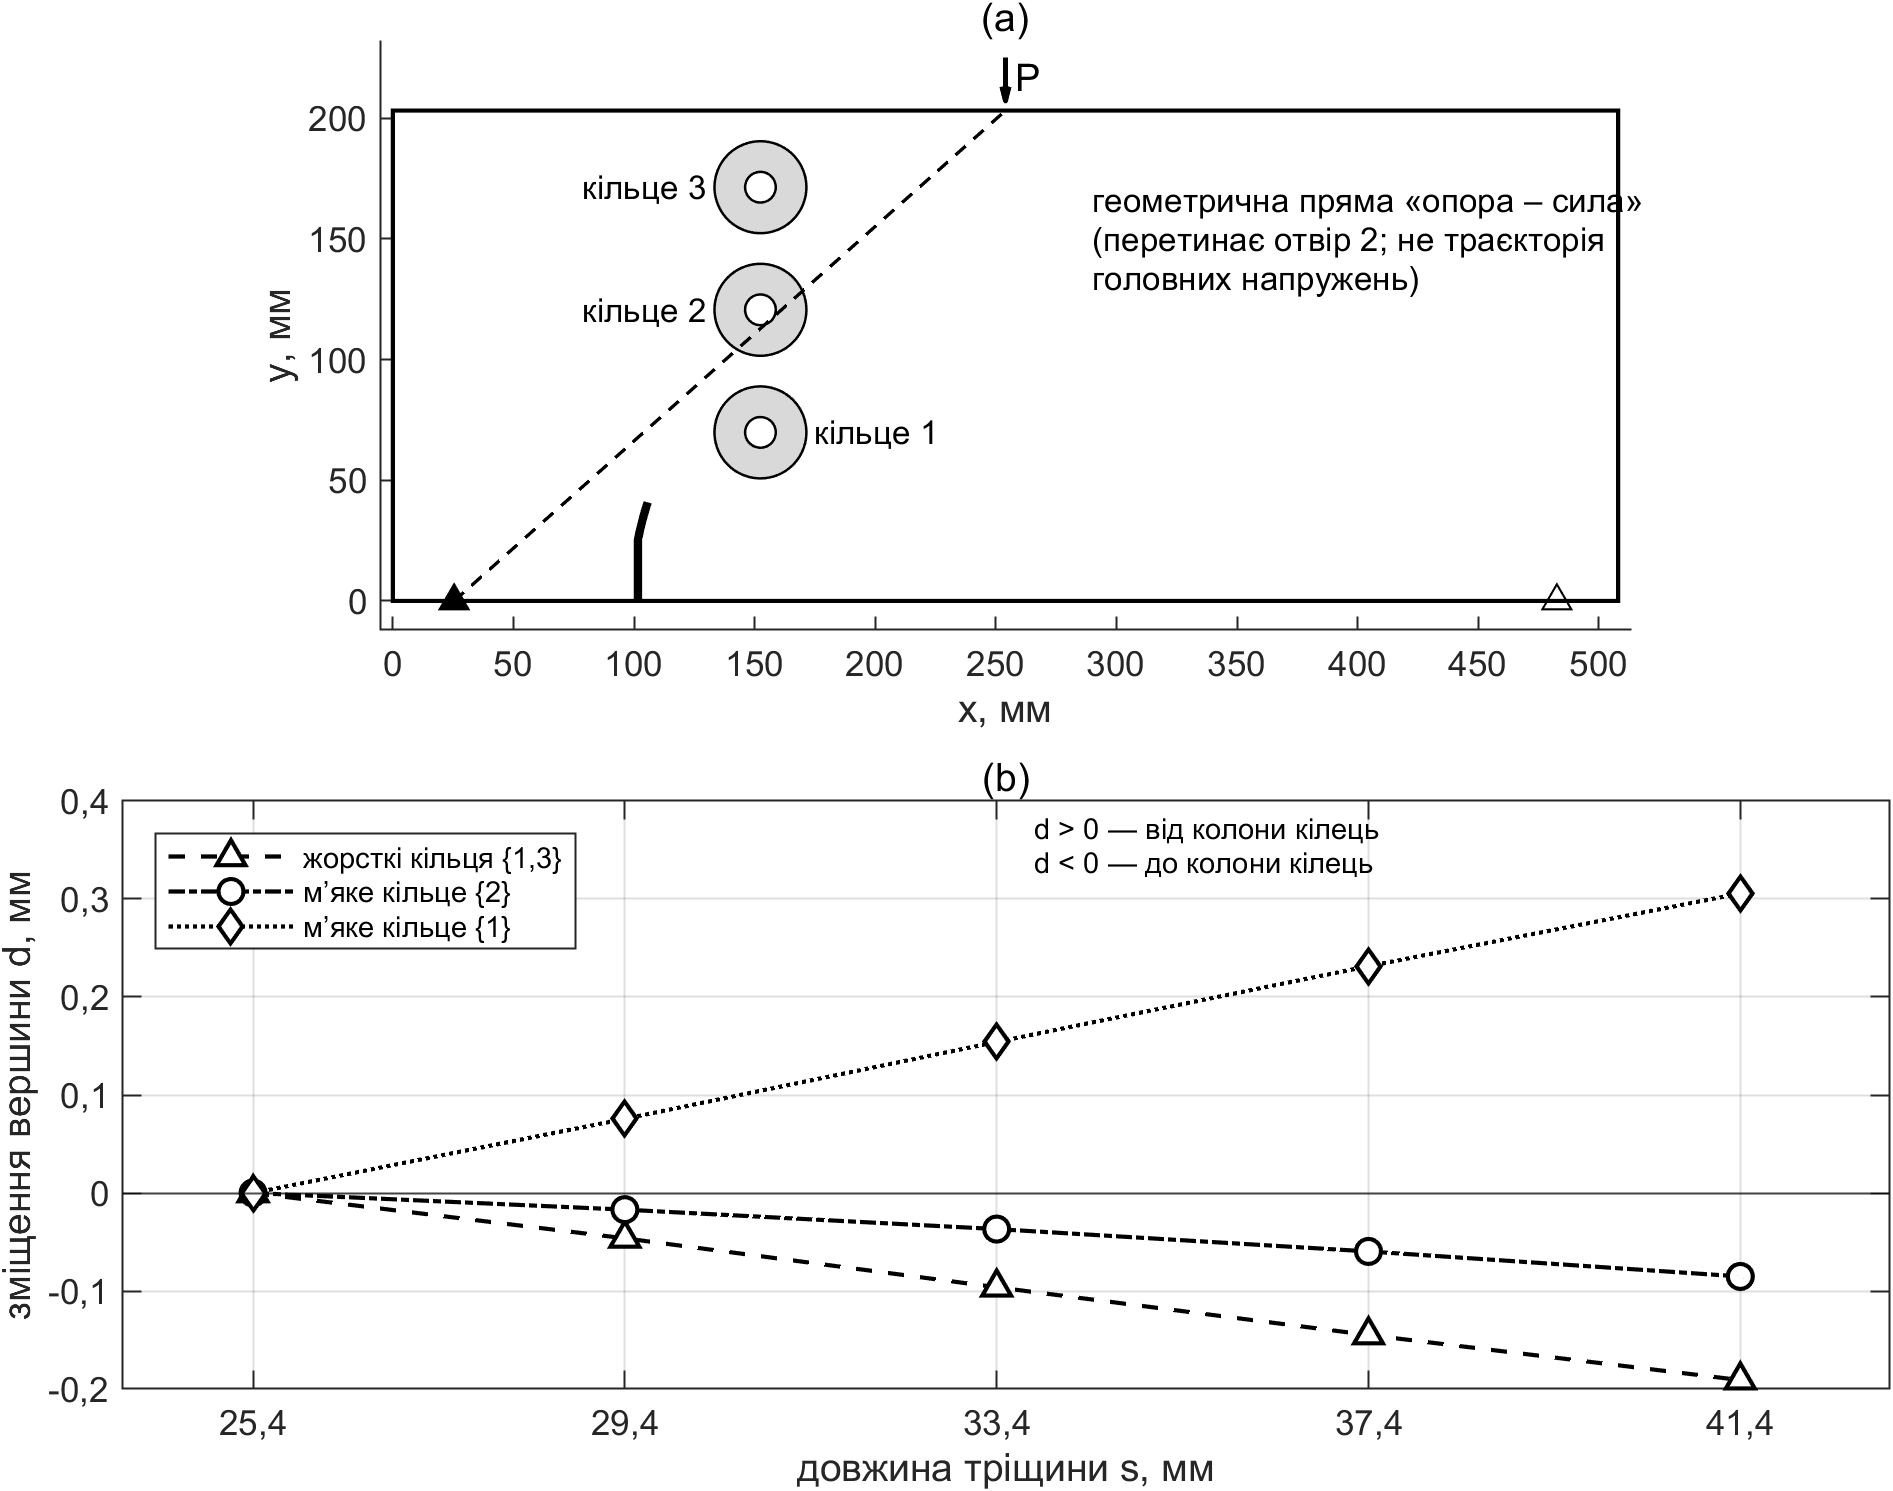 (a)
P
200
150
100
50
0
y, мм
кільце 3
кільце 2
кільце 1
геометрична пряма «опора – сила»
(перетинає отвір 2; не траєкторія
головних напружень)
0 50 100 150 200 250 300 350 400 450 500
x, мм
(b)
0,4
0,3
0,2
0,1
0
-0,1
-0,2
зміщення вершини d, мм
жорсткі кільця {1,3}
м’яке кільце {2}
м’яке кільце {1}
d > 0 — від колони кілець
d < 0 — до колони кілець
25,4 29,4 33,4 37,4 41,4
довжина тріщини s, мм